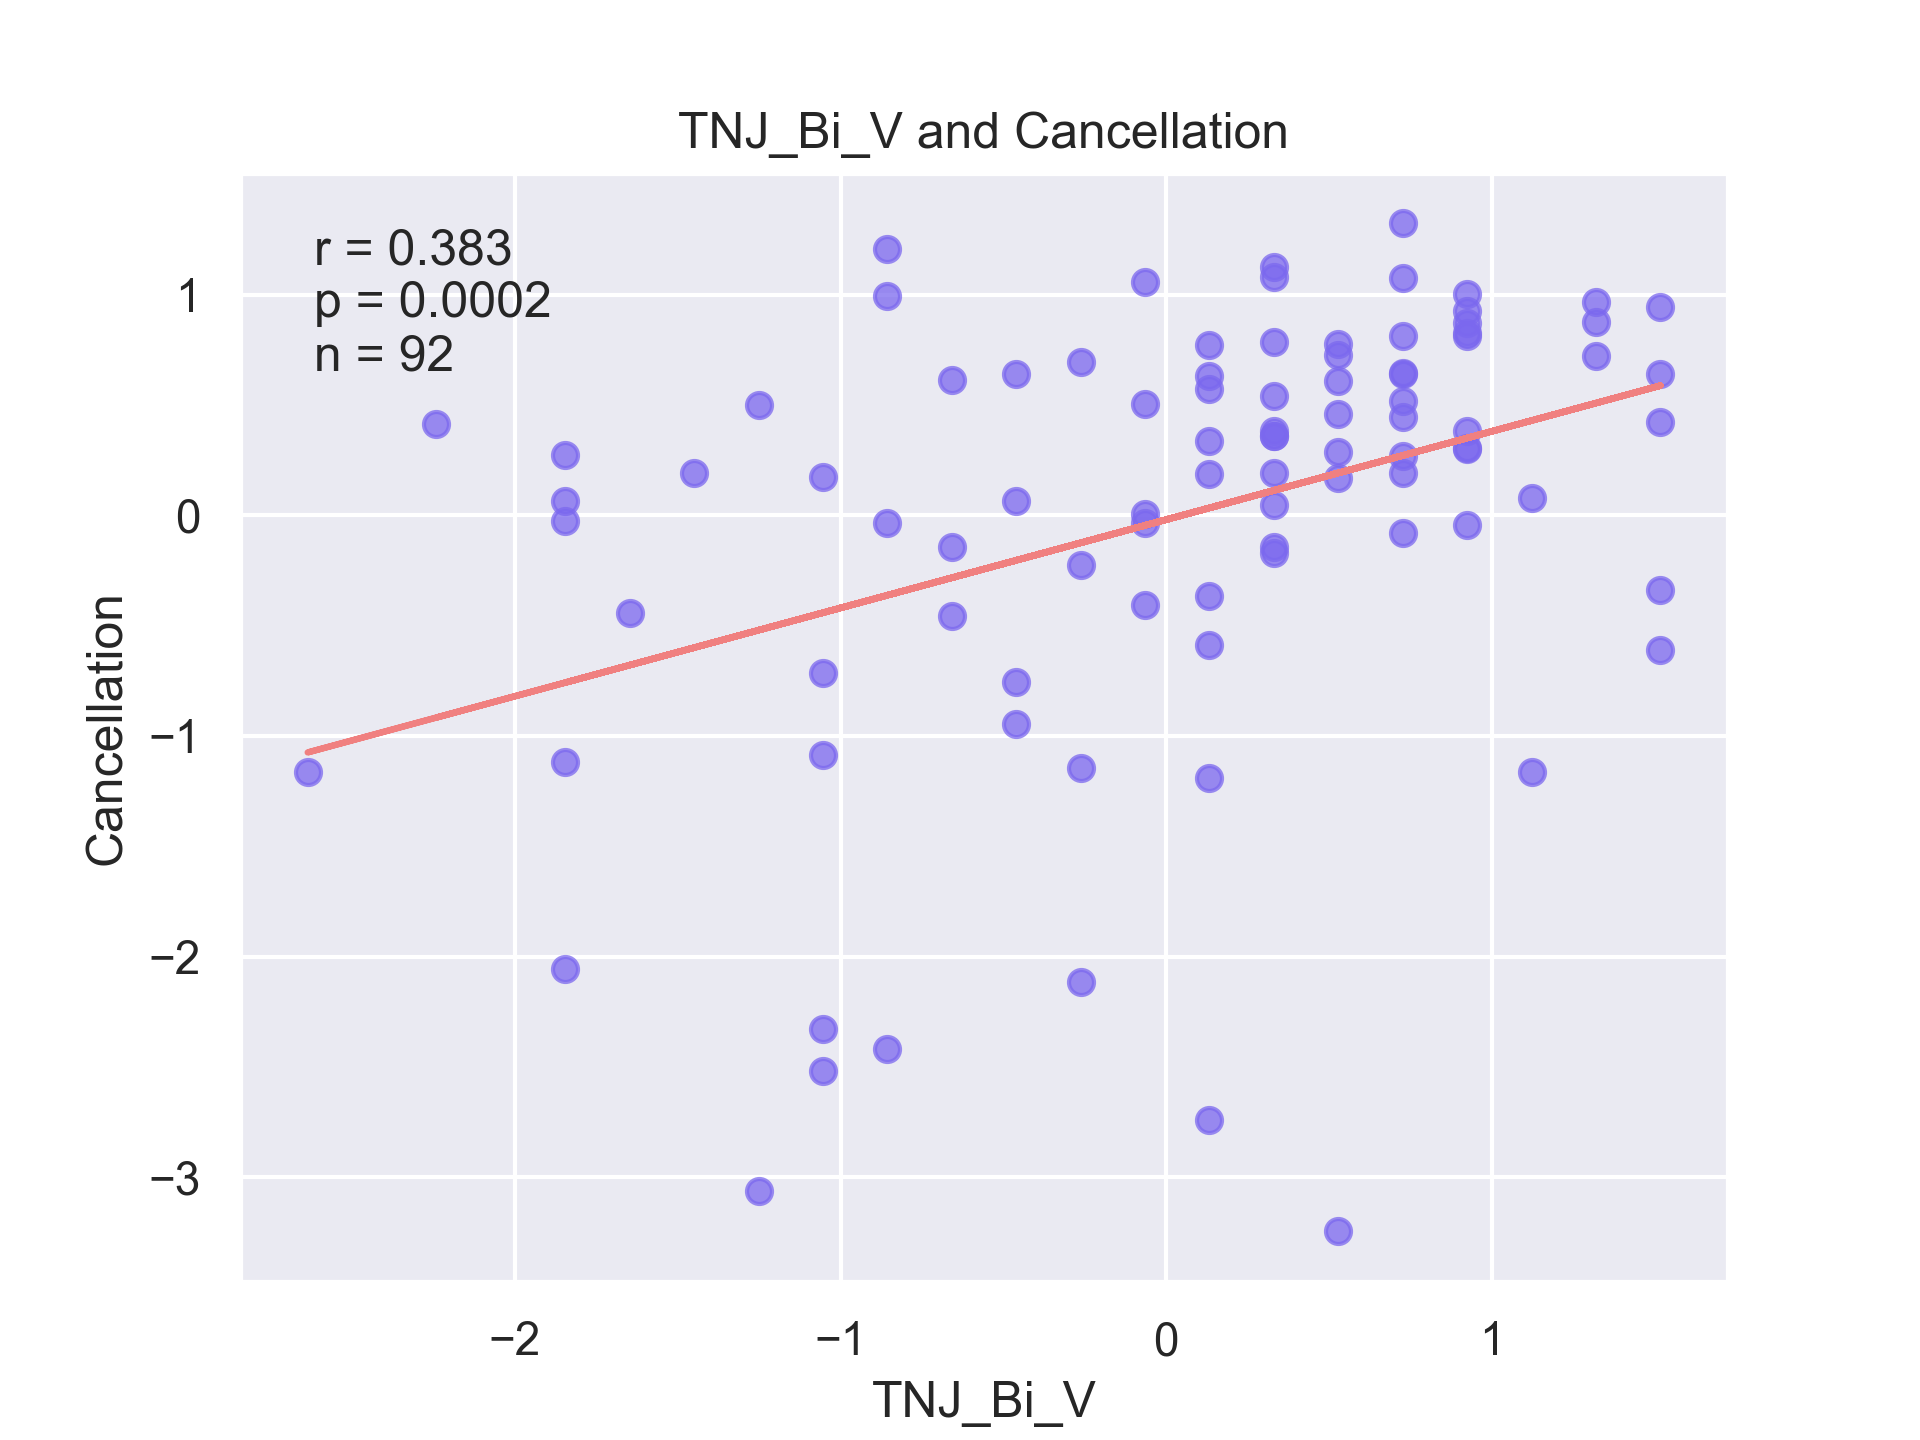 TNJ_Bi_V and Cancellation
r = 0.383
p = 0.0002
n = 92
1
0
−1
−2
−3
Cancellation
−2
−1
0
1
TNJ_Bi_V